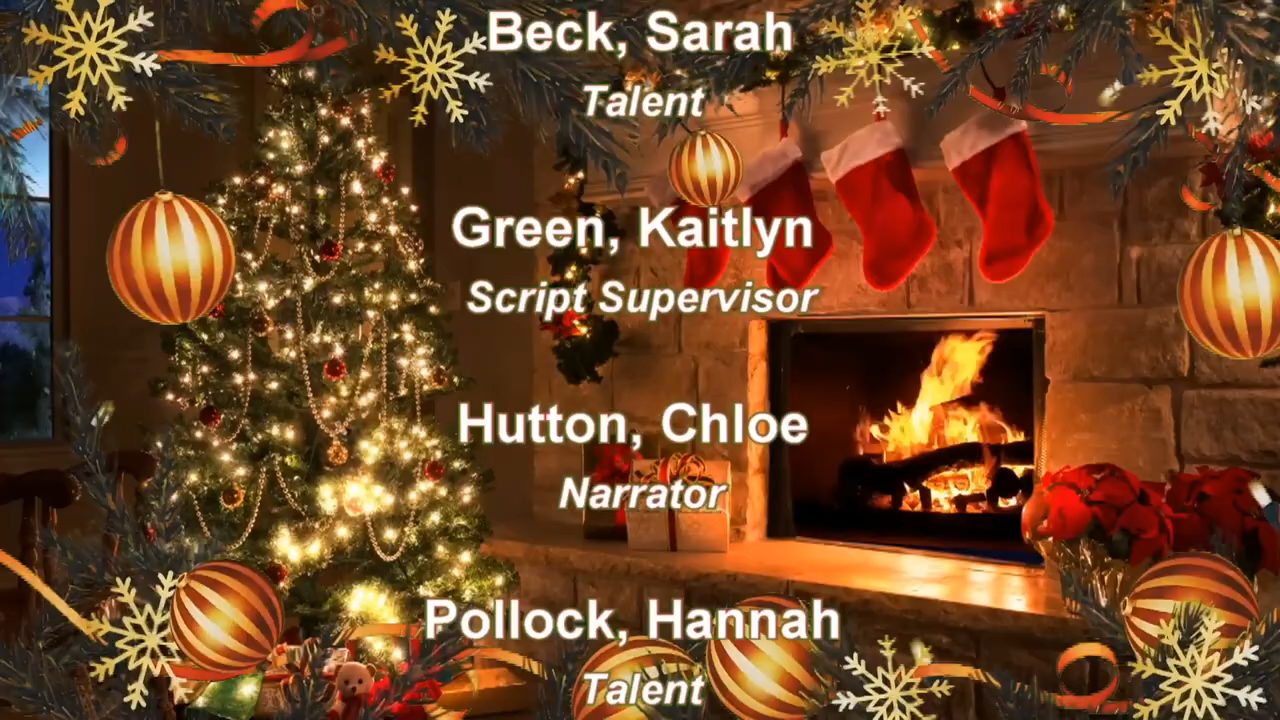 Beck, Sarah
Talent
Green, Kaitlyn
Script Supervisor
Hutton, Chloe
Narrator
Pollock, Hannah
Talent